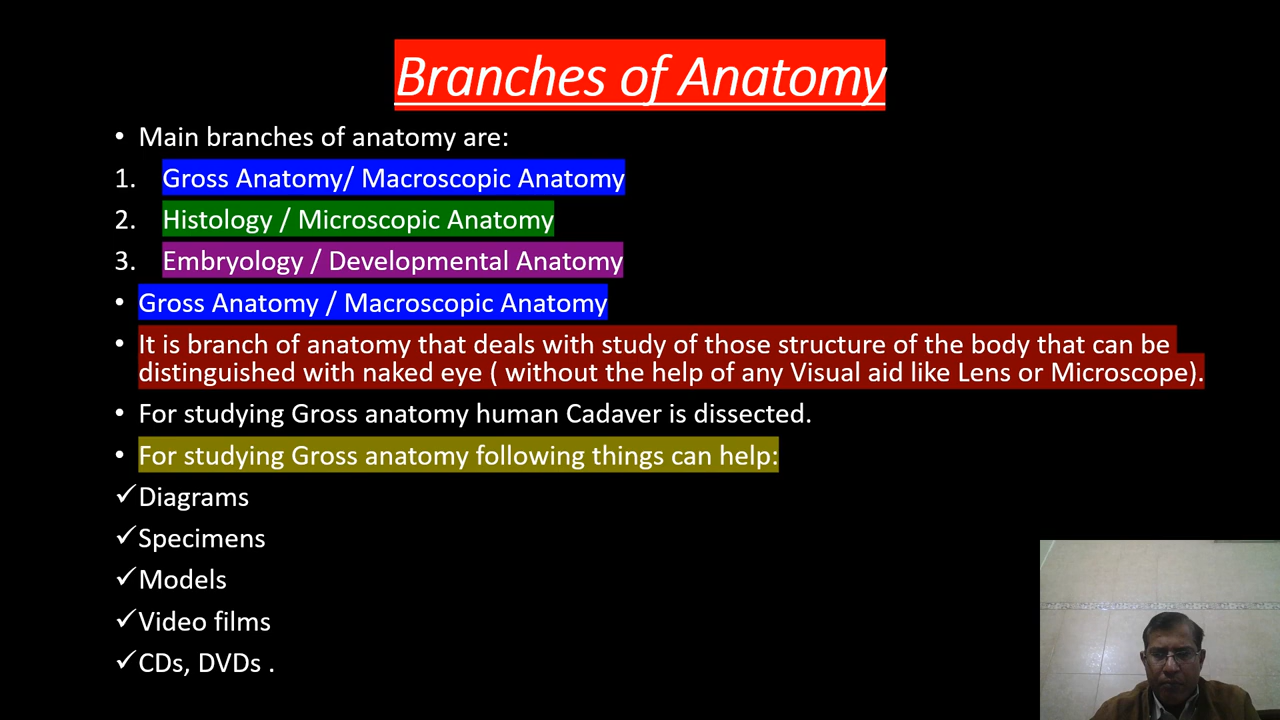 Branches of Anatomy
• Main branches of anatomy are:
1. Gross Anatomy/ Macroscopic Anatomy
2. Histology / Microscopic Anatomy
3. Embryology / Developmental Anatomy
• Gross Anatomy / Macroscopic Anatomy
• It is branch of anatomy that deals with study of those structure of the body that can be
distinguished with naked eye ( without the help of any Visual aid like Lens or Microscope).
• For studying Gross anatomy human Cadaver is dissected.
• For studying Gross anatomy following things can help:
✓ Diagrams
✓ Specimens
✓ Models
✓ Video films
✓ CDs, DVDs .